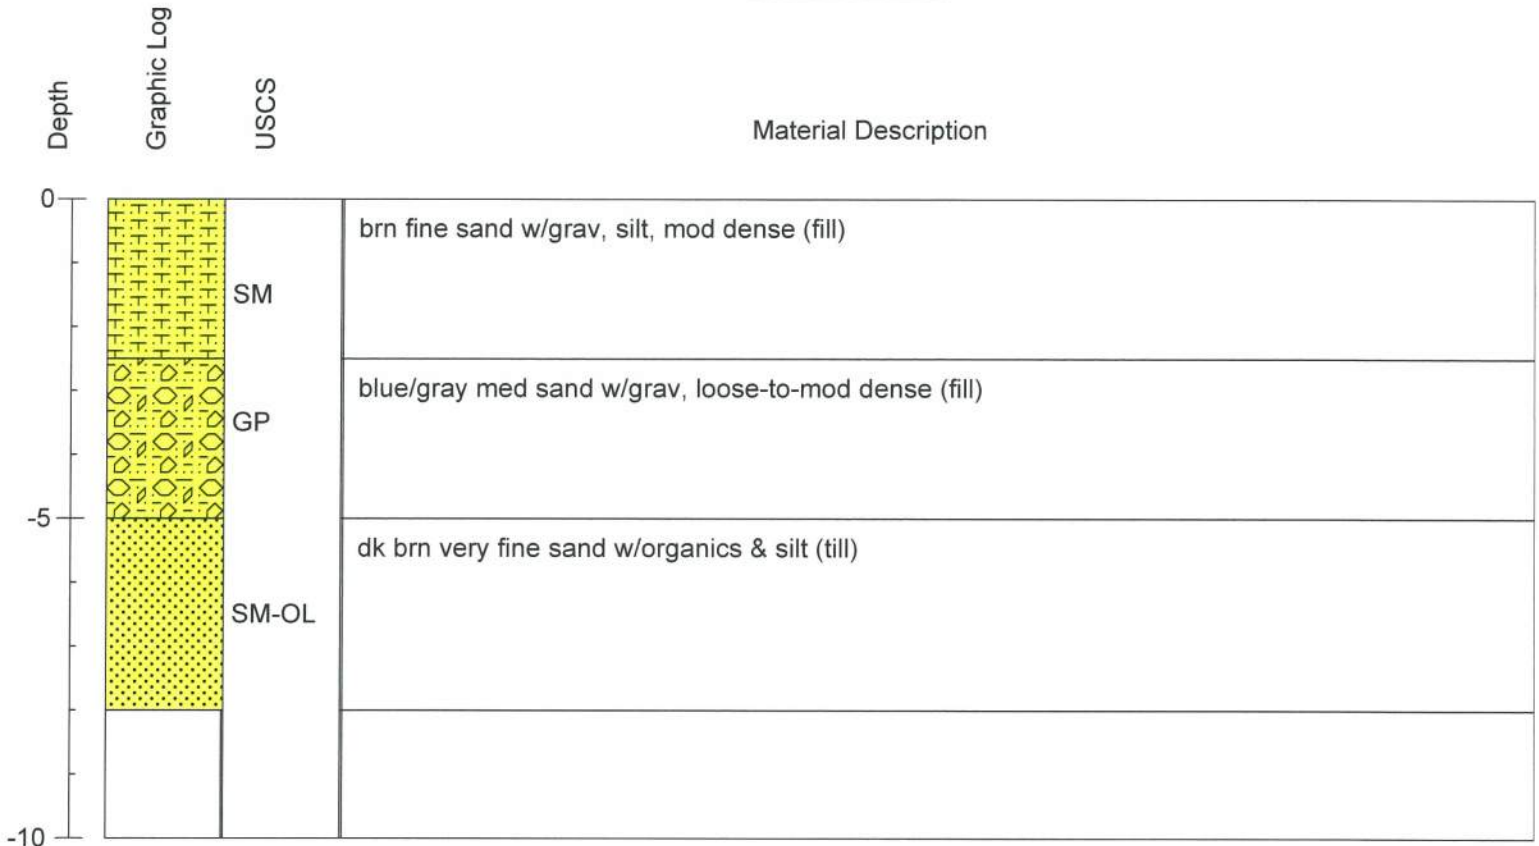 Depth
Graphic Log
USCS
Material Description
0
brn fine sand w/grav, silt, mod dense (fill)
SM
blue/gray med sand w/grav, loose-to-mod dense (fill)
GP
-5
dk brn very fine sand w/organics & silt (till)
SM-OL
-10